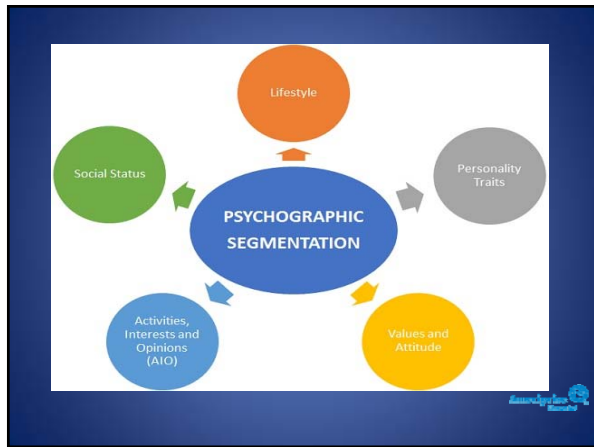 Lifestyle
Social Status
Personality
Traits
PSYCHOGRAPHIC
SEGMENTATION
Activities,
Interests and
Opinions
(AIO)
Values and
Attitude